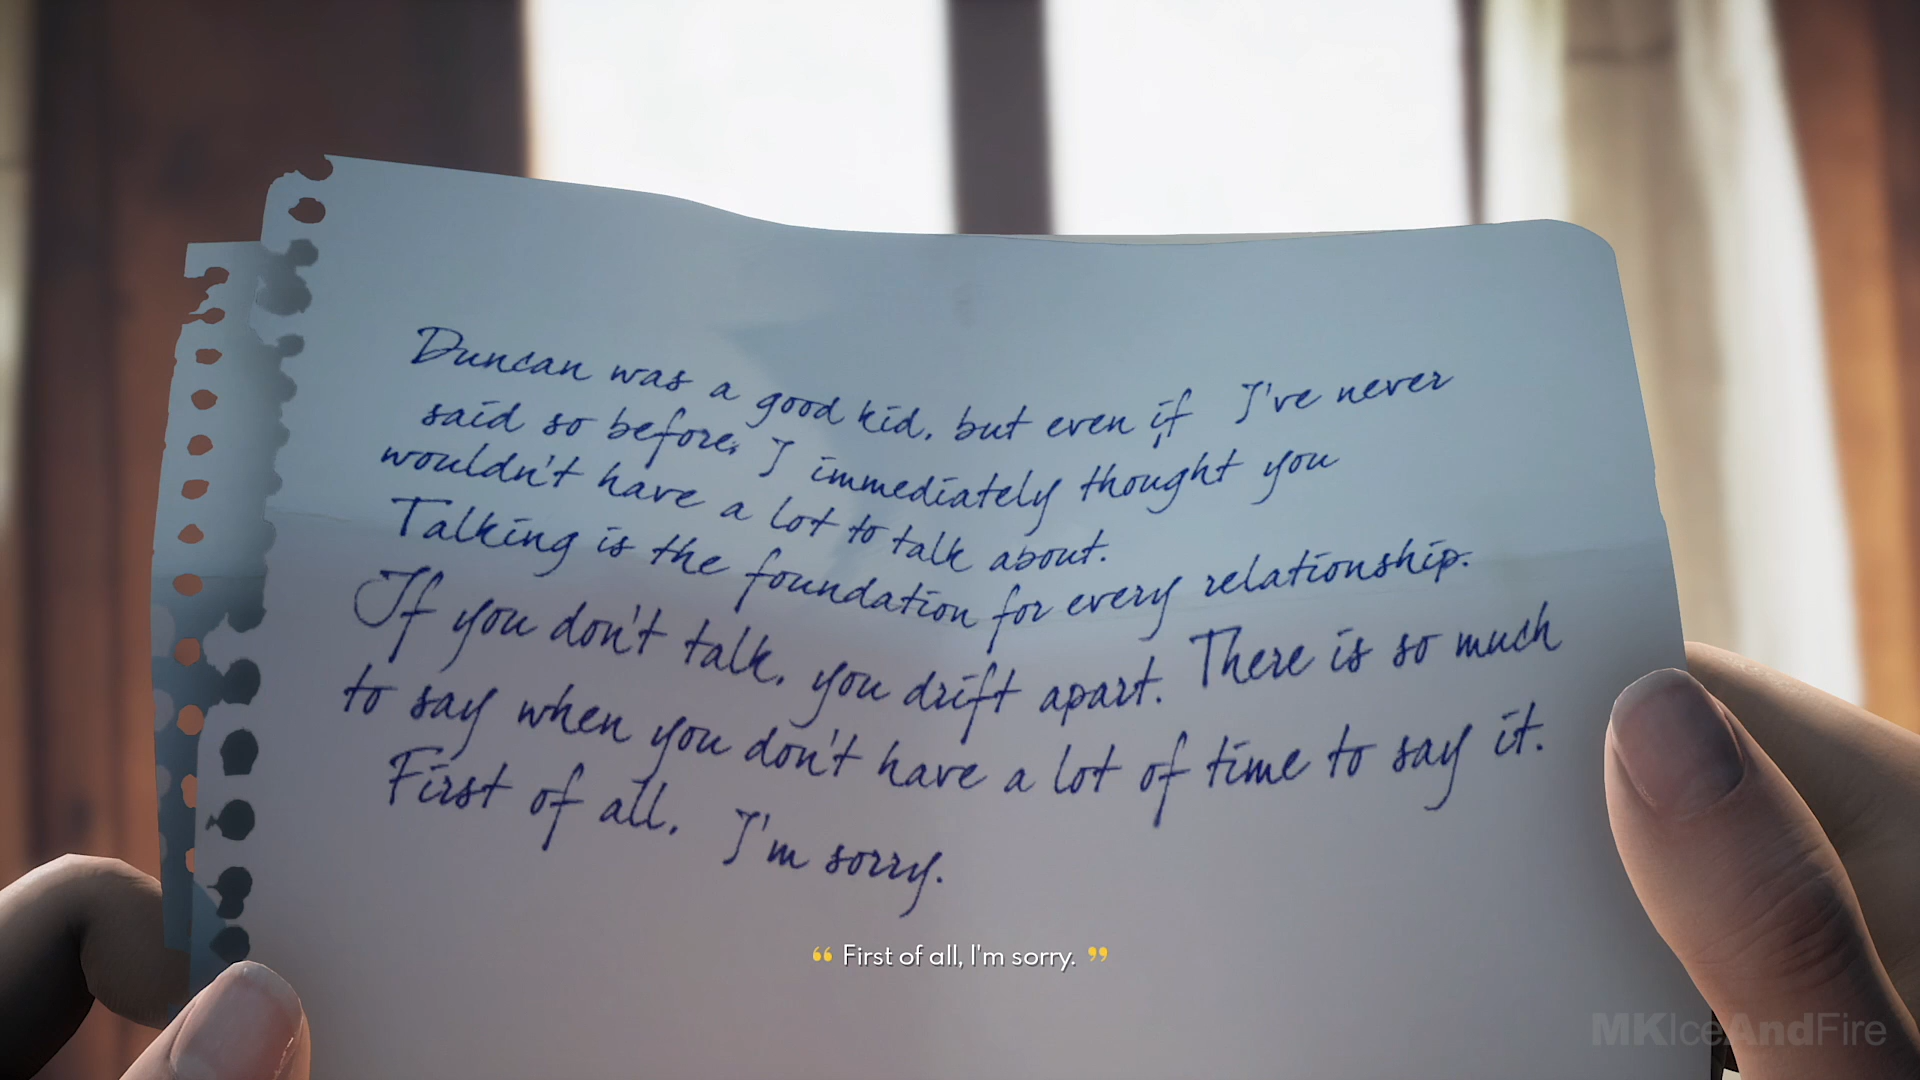 Duncan was a good kid, but even if I've never
said so before, I immediately thought you
wouldn't have a lot to talk about.
Talking is the foundation for every relationship.
If you don't talk, you drift apart. There is so much
to say when you don't have a lot of time to say it.
First of all, I'm sorry.
“ First of all, I'm sorry. ”
MKIceAndFire